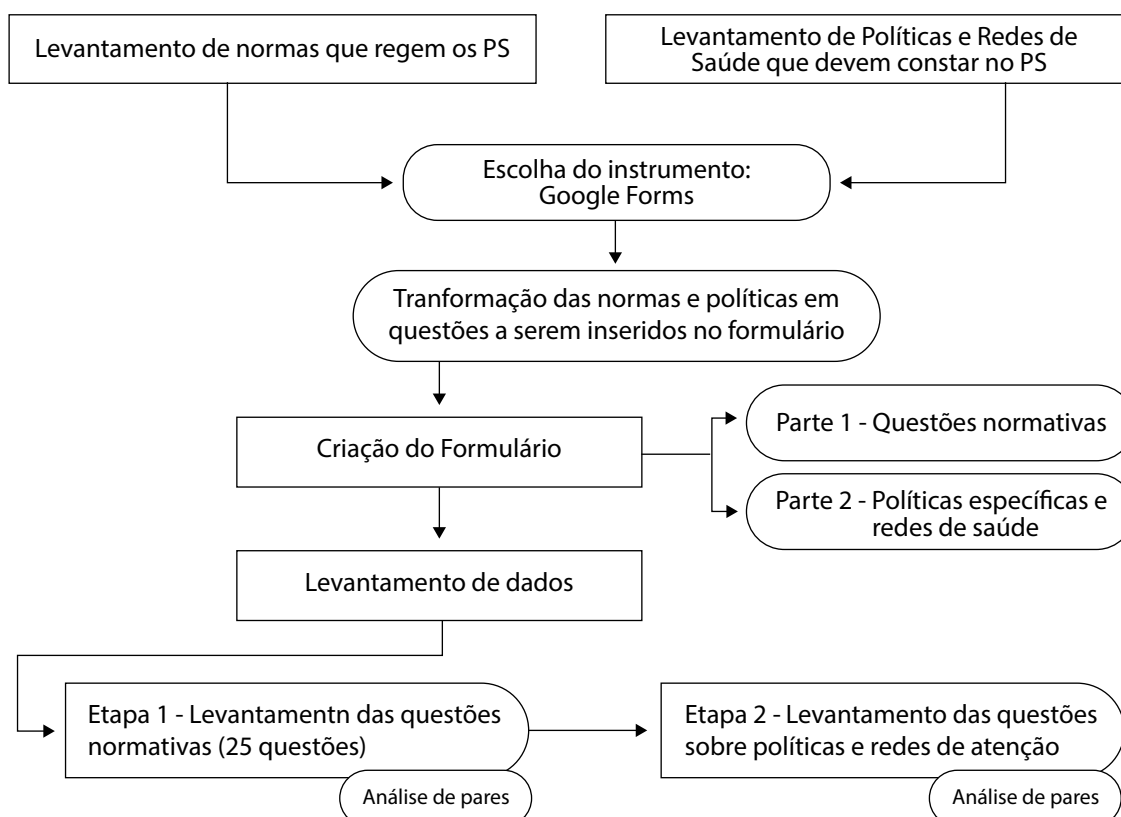 Levantamento de normas que regem os PS
Levantamento de Políticas e Redes de
Saúde que devem constar no PS
Escolha do instrumento:
Google Forms
Tranformação das normas e políticas em
questões a serem inseridos no formulário
Criação do Formulário
Parte 1 - Questões normativas
Parte 2 - Políticas específicas e
redes de saúde
Levantamento de dados
Etapa 1 - Levantamentn das questões
normativas (25 questões)
Análise de pares
Etapa 2 - Levantamento das questões
sobre políticas e redes de atenção
Análise de pares